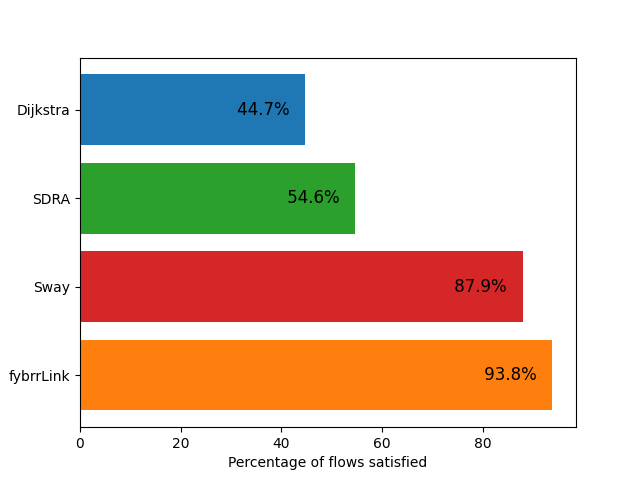 Dijkstra 44.7%
SDRA 54.6%
Sway 87.9%
fybrrLink 93.8%
0 20 40 60 80
Percentage of flows satisfied